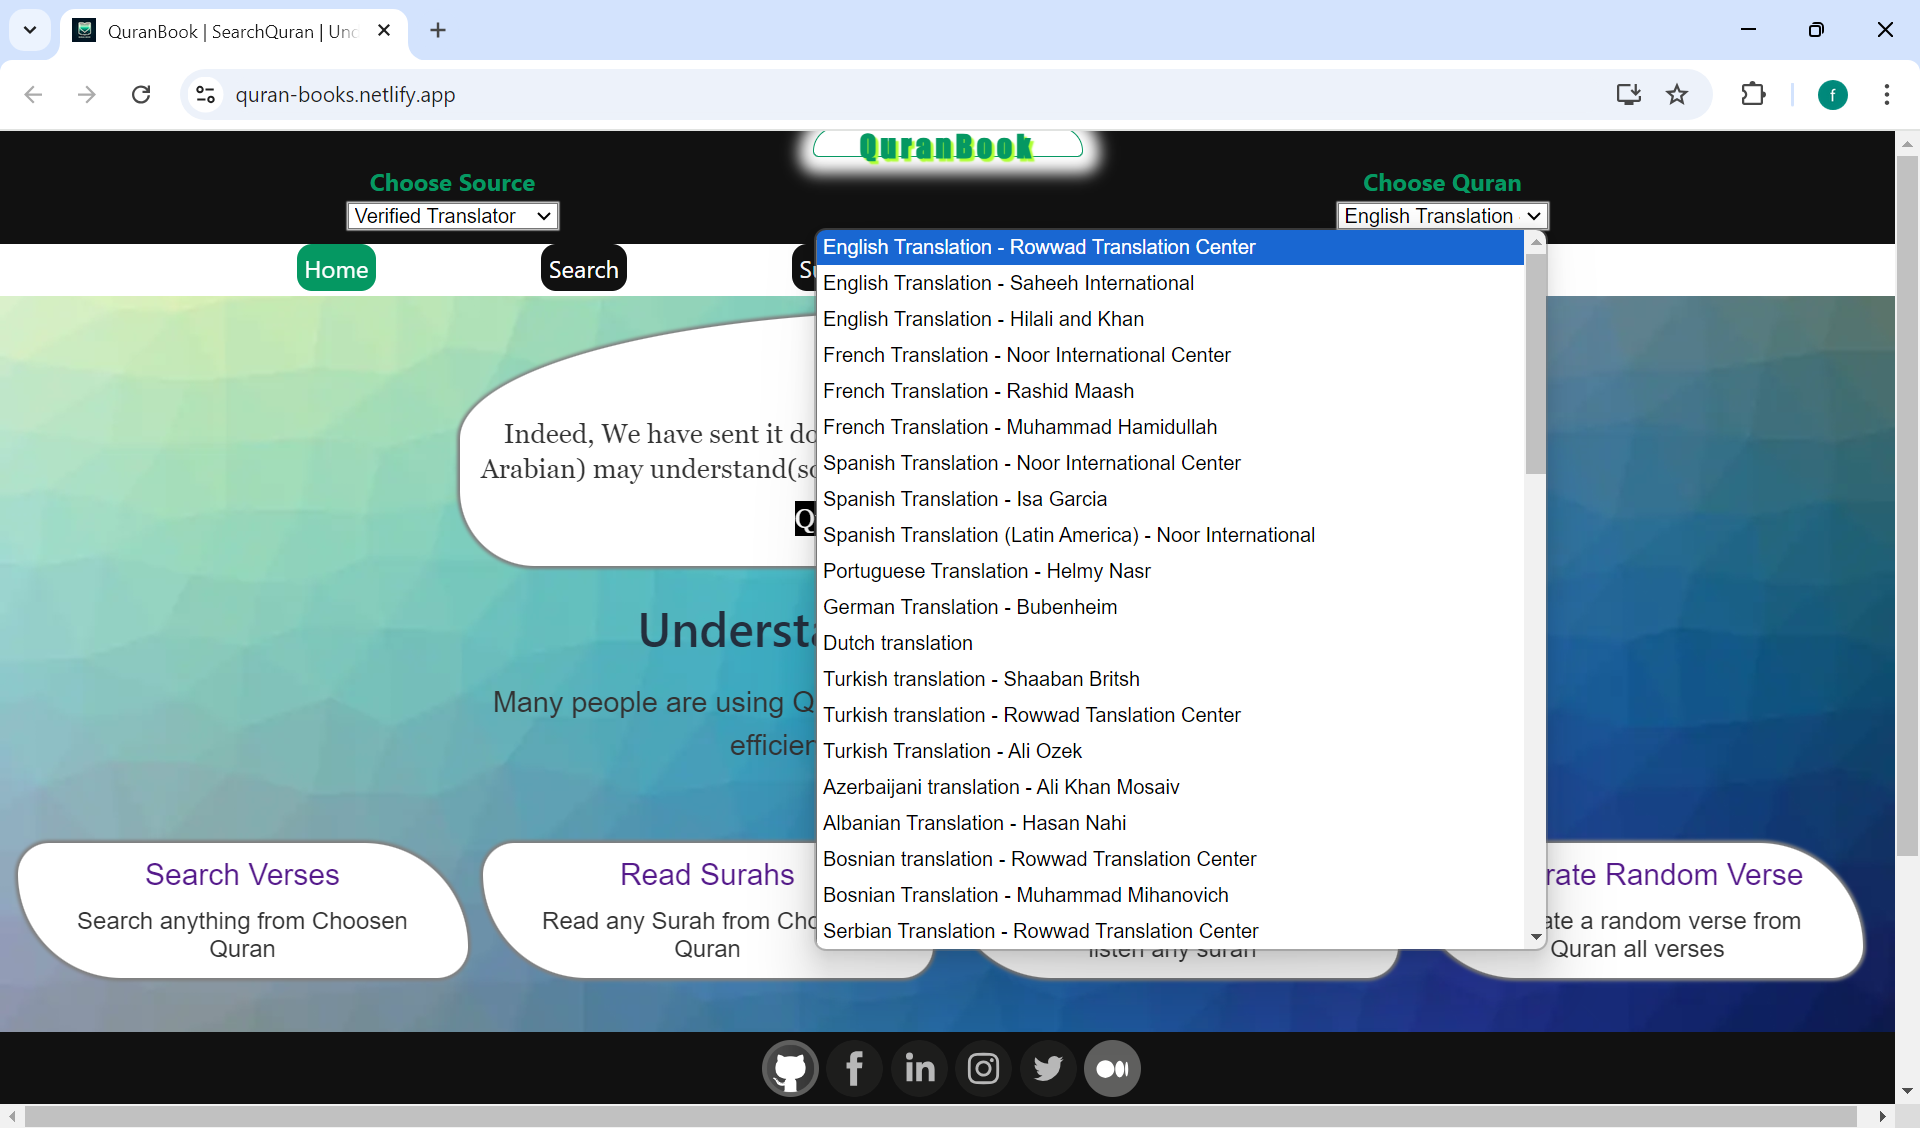 QuranBook | SearchQuran | Und
quran-books.netlify.app
f
QuranBook
Choose Source
Choose Quran
Verified Translator
English Translation
Home
Search
English Translation - Rowwad Translation Center
English Translation - Saheeh International
English Translation - Hilali and Khan
French Translation - Noor International Center
French Translation - Rashid Maash
French Translation - Muhammad Hamidullah
Spanish Translation - Noor International Center
Spanish Translation - Isa Garcia
Spanish Translation (Latin America) - Noor International
Portuguese Translation - Helmy Nasr
German Translation - Bubenheim
Dutch translation
Turkish translation - Shaaban Britsh
Turkish translation - Rowwad Tanslation Center
Turkish Translation - Ali Ozek
Azerbaijani translation - Ali Khan Mosaiv
Albanian Translation - Hasan Nahi
Bosnian translation - Rowwad Translation Center
Bosnian Translation - Muhammad Mihanovich
Serbian Translation - Rowwad Translation Center
Indeed, We have sent it do
Arabian) may understand(so
Q
Understa
Many people are using Q
efficien
Search Verses
Search anything from Choosen
Quran
Read Surahs
Read any Surah from Cho
Quran
listen any surah
rate Random Verse
ate a random verse from
Quran all verses